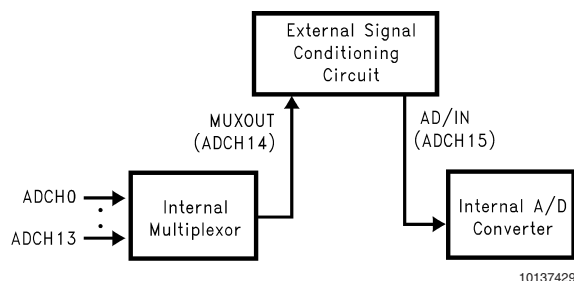 External Signal
Conditioning
Circuit
MUXOUT
(ADCH14)
AD/IN
(ADCH15)
ADCH0
ADCH13
Internal
Multiplexor
Internal A/D
Converter
10137429